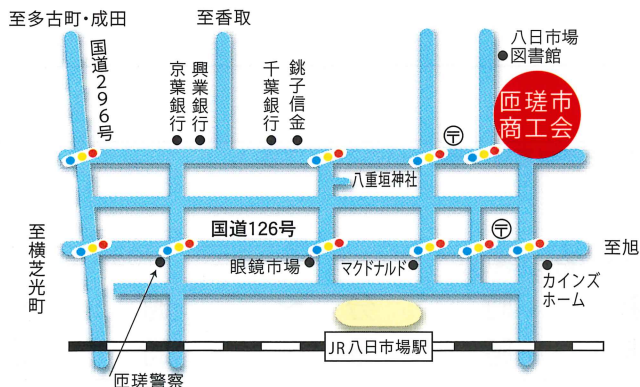 至多古町・成田
至香取
八日市場
図書館
国道296号
京葉銀行
興業銀行
千葉銀行
銚子信金
匝瑳市
商工会
〒
八重垣神社
国道126号
〒
至横芝光町
至旭
眼鏡市場
マクドナルド
カインズ
ホーム
JR八日市場駅
匝瑳警察